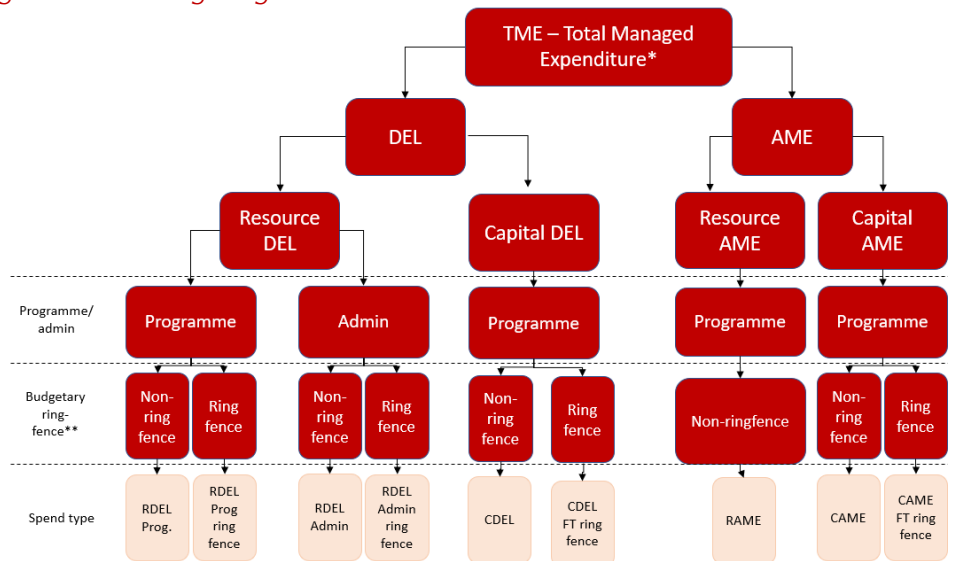 TME – Total Managed
Expenditure*
DEL
AME
Resource
DEL
Capital DEL
Resource
AME
Capital
AME
Programme/
admin
Programme
Admin
Programme
Programme
Programme
Budgetary
ring-
fence**
Non-
ring
fence
Ring
fence
Non-
ring
fence
Ring
fence
Non-
ring
fence
Ring
fence
Non-ringfence
Non-
ring
fence
Ring
fence
Spend type
RDEL
Prog.
RDEL
Prog
ring
fence
RDEL
Admin
RDEL
Admin
ring
fence
CDEL
CDEL
FT ring
fence
RAME
CAME
CAME
FT ring
fence